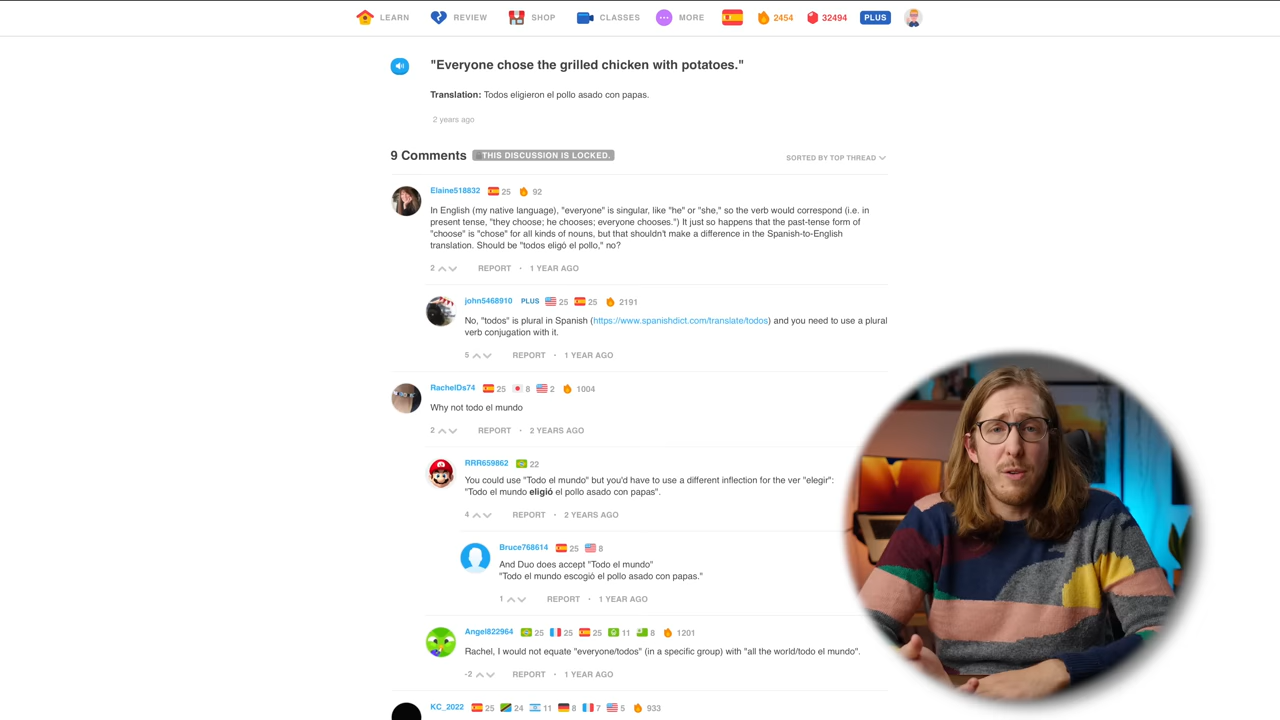 LEARN REVIEW SHOP CLASSES MORE 2454 32494 PLUS
"Everyone chose the grilled chicken with potatoes."
Translation: Todos eligieron el pollo asado con papas.
2 years ago
9 Comments THIS DISCUSSION IS LOCKED. SORTED BY TOP THREAD
Elaine518832 25 92
In English (my native language), "everyone" is singular, like "he" or "she," so the verb would correspond (i.e. in
present tense, "they choose; he chooses; everyone chooses.") It just so happens that the past-tense form of
"choose" is "chose" for all kinds of nouns, but that shouldn't make a difference in the Spanish-to-English
translation. Should be "todos eligó el pollo," no?
2 REPORT • 1 YEAR AGO
john5468910 PLUS 25 25 2191
No, "todos" is plural in Spanish (https://www.spanishdict.com/translate/todos) and you need to use a plural
verb conjugation with it.
5 REPORT • 1 YEAR AGO
RachelDs74 25 8 2 1004
Why not todo el mundo
2 REPORT • 2 YEARS AGO
RRR659862 22
You could use "Todo el mundo" but you'd have to use a different inflection for the ver "elegir":
"Todo el mundo eligió el pollo asado con papas".
4 REPORT • 2 YEARS AGO
Bruce768614 25 8
And Duo does accept "Todo el mundo"
"Todo el mundo escogió el pollo asado con papas."
1 REPORT • 1 YEAR AGO
Angel822964 25 25 25 11 8 1201
Rachel, I would not equate "everyone/todos" (in a specific group) with "all the world/todo el mundo".
-2 REPORT • 1 YEAR AGO
KC_2022 25 24 11 8 7 5 933